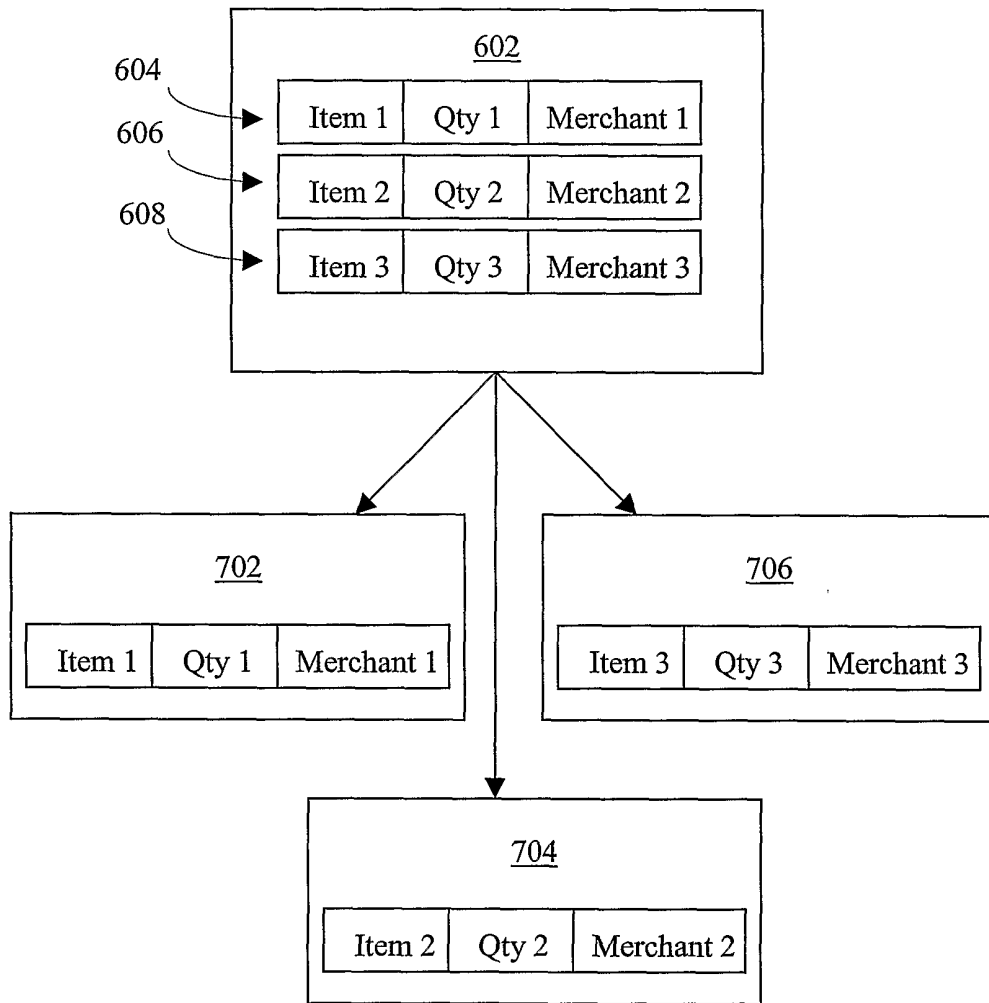 602
604
Item 1 Qty 1 Merchant 1
606
Item 2 Qty 2 Merchant 2
608
Item 3 Qty 3 Merchant 3
702
Item 1 Qty 1 Merchant 1
706
Item 3 Qty 3 Merchant 3
704
Item 2 Qty 2 Merchant 2